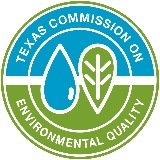 TEXAS COMMISSION ON
ENVIRONMENTAL QUALITY